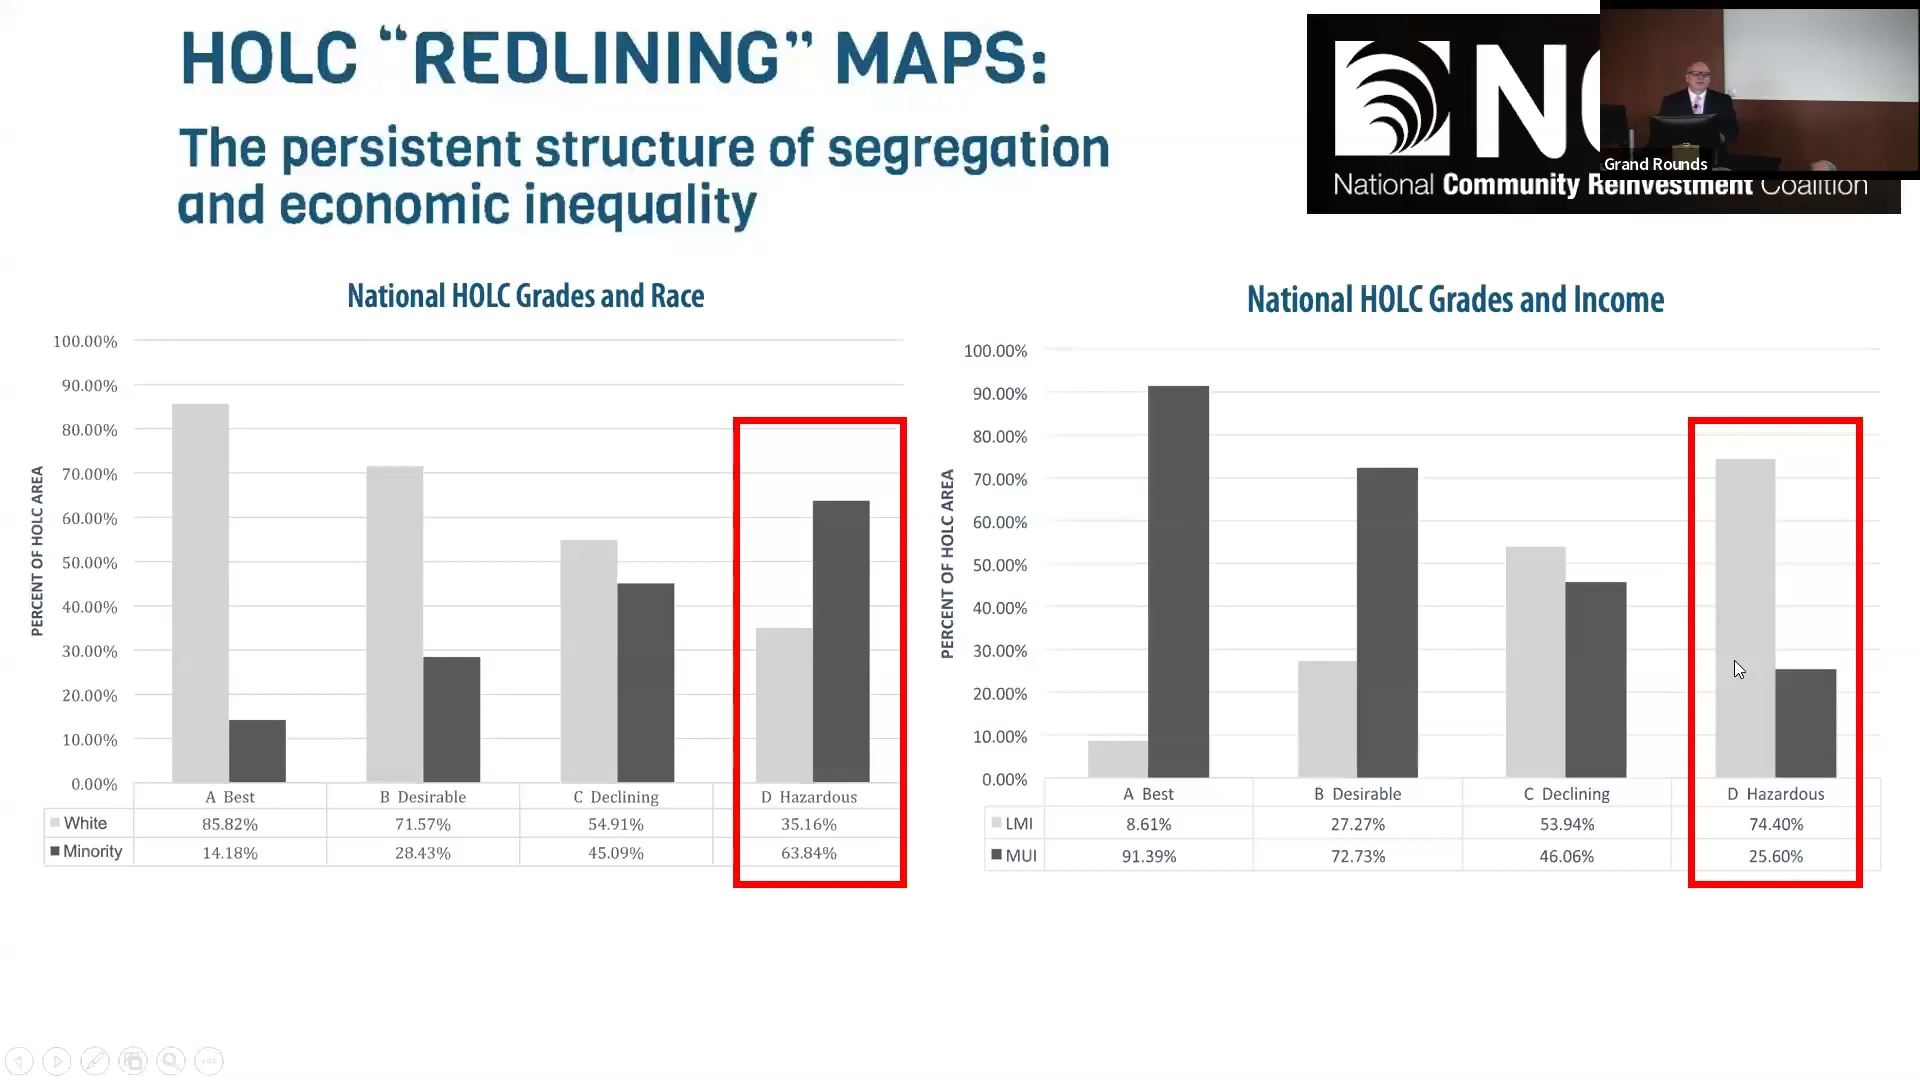 HOLC “REDLINING” MAPS:
The persistent structure of segregation
and economic inequality
Grand Rounds
National Community Reinvestment Coalition
National HOLC Grades and Race
100.00%
90.00%
80.00%
70.00%
60.00%
50.00%
40.00%
30.00%
20.00%
10.00%
0.00%
PERCENT OF HOLC AREA
A Best B Desirable C Declining D Hazardous
White 85.82% 71.57% 54.91% 35.16%
Minority 14.18% 28.43% 45.09% 63.84%
National HOLC Grades and Income
100.00%
90.00%
80.00%
70.00%
60.00%
50.00%
40.00%
30.00%
20.00%
10.00%
0.00%
PERCENT OF HOLC AREA
A Best B Desirable C Declining D Hazardous
LMI 8.61% 27.27% 53.94% 74.40%
MUI 91.39% 72.73% 46.06% 25.60%